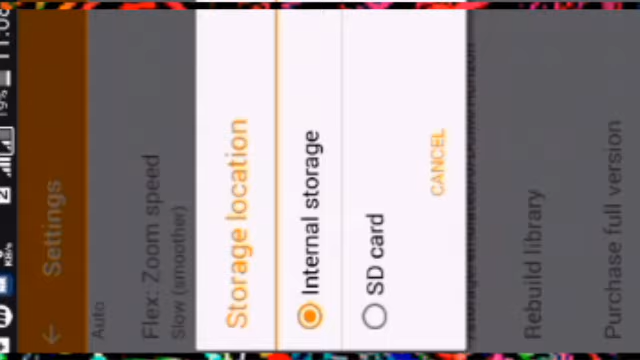 19%
← Settings
Auto
Flex: Zoom speed
Slow (smoother)
Storage location
Internal storage
SD card
CANCEL
Rebuild library
Purchase full version